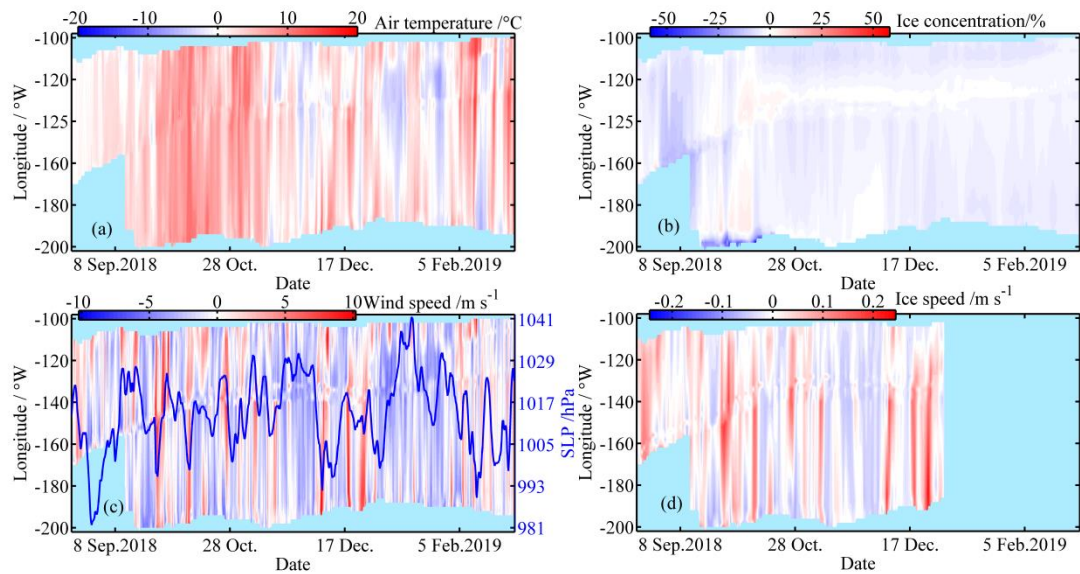 -20 -10 0 10 20 Air temperature /°C
Longitude / °W
-100
-120
-125
-160
-180
-200
(a)
8 Sep.2018 28 Oct. 17 Dec. 5 Feb.2019
Date
-50 -25 0 25 50 Ice concentration/%
Longitude / °W
-100
-120
-125
-160
-180
-200
(b)
8 Sep.2018 28 Oct. 17 Dec. 5 Feb.2019
Date
-10 -5 0 5 10 Wind speed /m s⁻¹
Longitude / °W
-100
-120
-140
-160
-180
-200
(c)
1041
1029
1017
1005
993
981
SLP /hPa
8 Sep.2018 28 Oct. 17 Dec. 5 Feb.2019
Date
-0.2 -0.1 0 0.1 0.2 Ice speed /m s⁻¹
Longitude / °W
-100
-120
-140
-160
-180
-200
(d)
8 Sep.2018 28 Oct. 17 Dec. 5 Feb.2019
Date